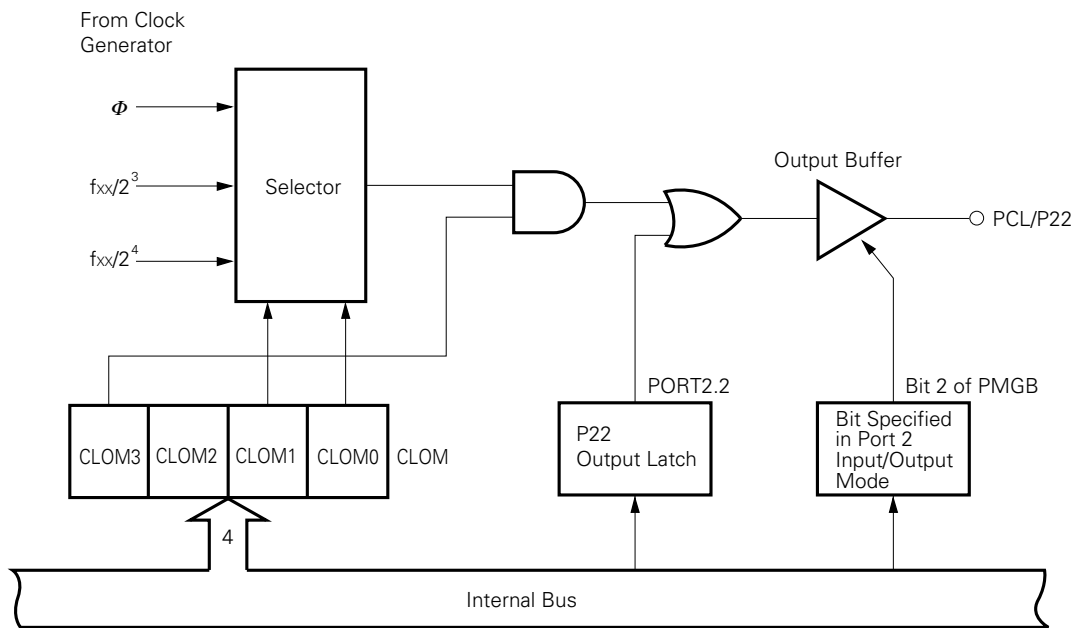 From Clock
Generator
Φ
fxx/2³
fxx/2⁴
Selector
Output Buffer
PCL/P22
PORT2.2
Bit 2 of PMGB
CLOM3 CLOM2 CLOM1 CLOM0 CLOM
P22
Output Latch
Bit Specified
in Port 2
Input/Output
Mode
4
Internal Bus